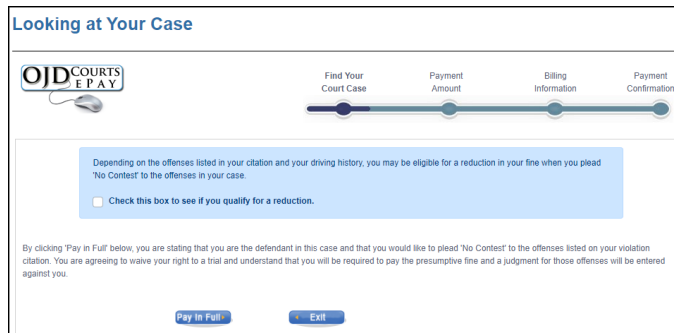 Looking at Your Case
OJD COURTS
E PAY
Find Your
Court Case
Payment
Amount
Billing
Information
Payment
Confirmation
Depending on the offenses listed in your citation and your driving history, you may be eligible for a reduction in your fine when you plead
'No Contest' to the offenses in your case.
Check this box to see if you qualify for a reduction.
By clicking 'Pay in Full' below, you are stating that you are the defendant in this case and that you would like to plead 'No Contest' to the offenses listed on your violation
citation. You are agreeing to waive your right to a trial and understand that you will be required to pay the presumptive fine and a judgment for those offenses will be entered
against you.
Pay In Full
Exit